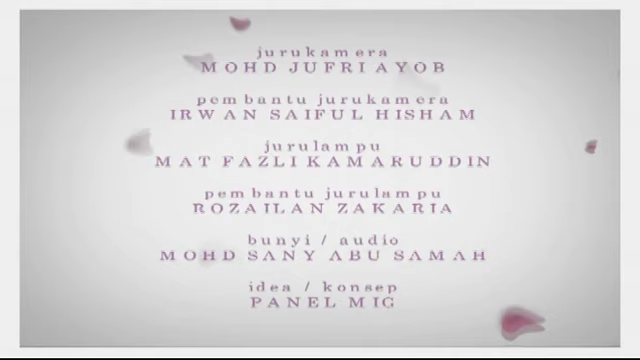 jurukamera
MOHD JUFRI AYOB
pembantu jurukamera
IRWAN SAIFUL HISHAM
jurulampu
MAT FAZLI KAMARUDDIN
pembantu jurulampu
ROZAILAN ZAKARIA
bunyi / audio
MOHD SANY ABU SAMAH
idea / konsep
PANEL MIG